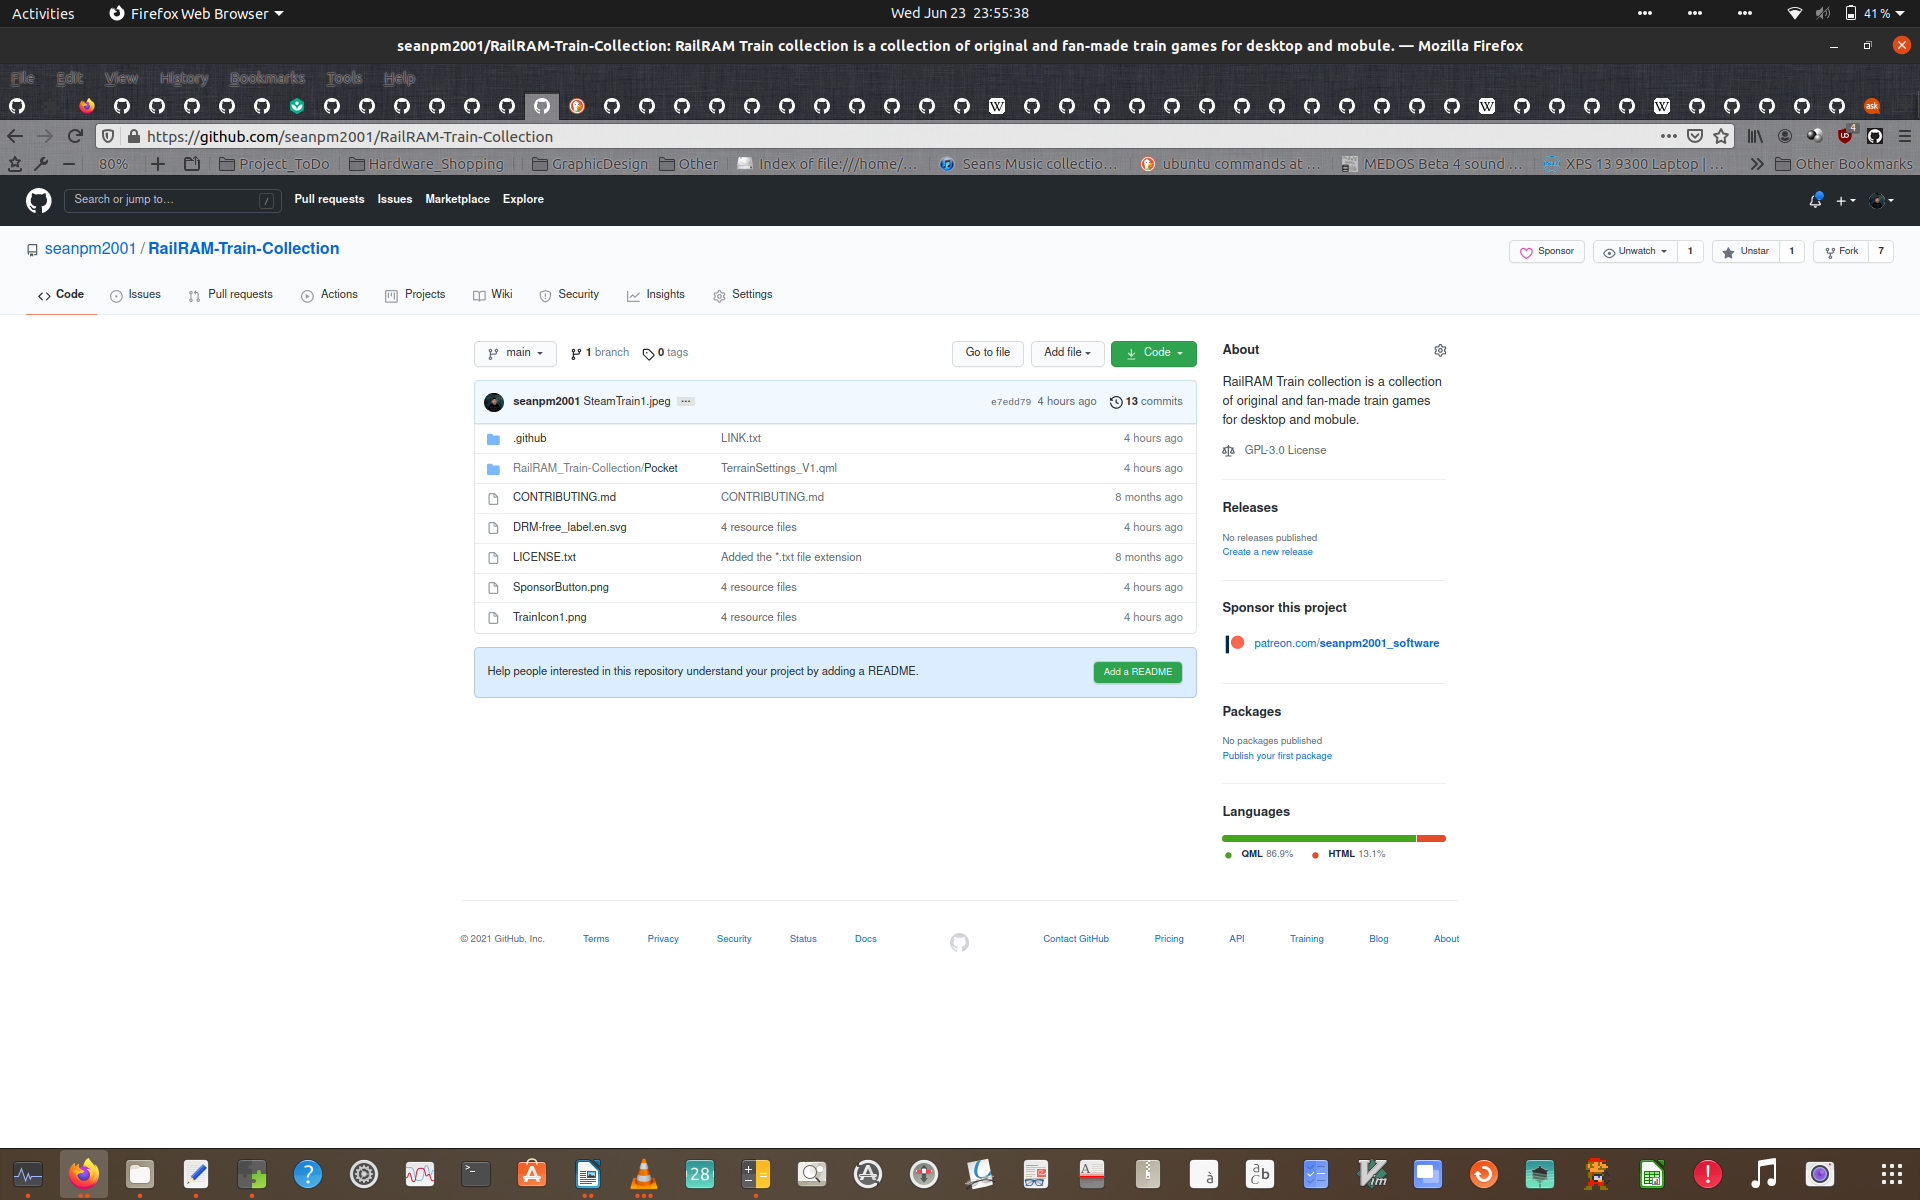 Activities Firefox Web Browser Wed Jun 23 23:55:38 41 %
seanpm2001/RailRAM-Train-Collection: RailRAM Train collection is a collection of original and fan-made train games for desktop and mobule. — Mozilla Firefox
File Edit View History Bookmarks Tools Help
https://github.com/seanpm2001/RailRAM-Train-Collection
80% Project_ToDo Hardware_Shopping GraphicDesign Other Index of file:///home/... Seans Music collectio... ubuntu commands at ... MEDOS Beta 4 sound ... XPS 13 9300 Laptop | ... Other Bookmarks
Search or jump to... / Pull requests Issues Marketplace Explore
seanpm2001 / RailRAM-Train-Collection Sponsor Unwatch 1 Unstar 1 Fork 7
Code Issues Pull requests Actions Projects Wiki Security Insights Settings
main 1 branch 0 tags Go to file Add file Code
seanpm2001 SteamTrain1.jpeg ... e7edd79 4 hours ago 13 commits
.github LINK.txt 4 hours ago
RailRAM_Train-Collection/Pocket TerrainSettings_V1.qml 4 hours ago
CONTRIBUTING.md CONTRIBUTING.md 8 months ago
DRM-free_label.en.svg 4 resource files 4 hours ago
LICENSE.txt Added the *.txt file extension 8 months ago
SponsorButton.png 4 resource files 4 hours ago
TrainIcon1.png 4 resource files 4 hours ago
Help people interested in this repository understand your project by adding a README. Add a README
About
RailRAM Train collection is a collection
of original and fan-made train games
for desktop and mobule.
GPL-3.0 License
Releases
No releases published
Create a new release
Sponsor this project
patreon.com/seanpm2001_software
Packages
No packages published
Publish your first package
Languages
QML 86.9% HTML 13.1%
© 2021 GitHub, Inc. Terms Privacy Security Status Docs Contact GitHub Pricing API Training Blog About
28